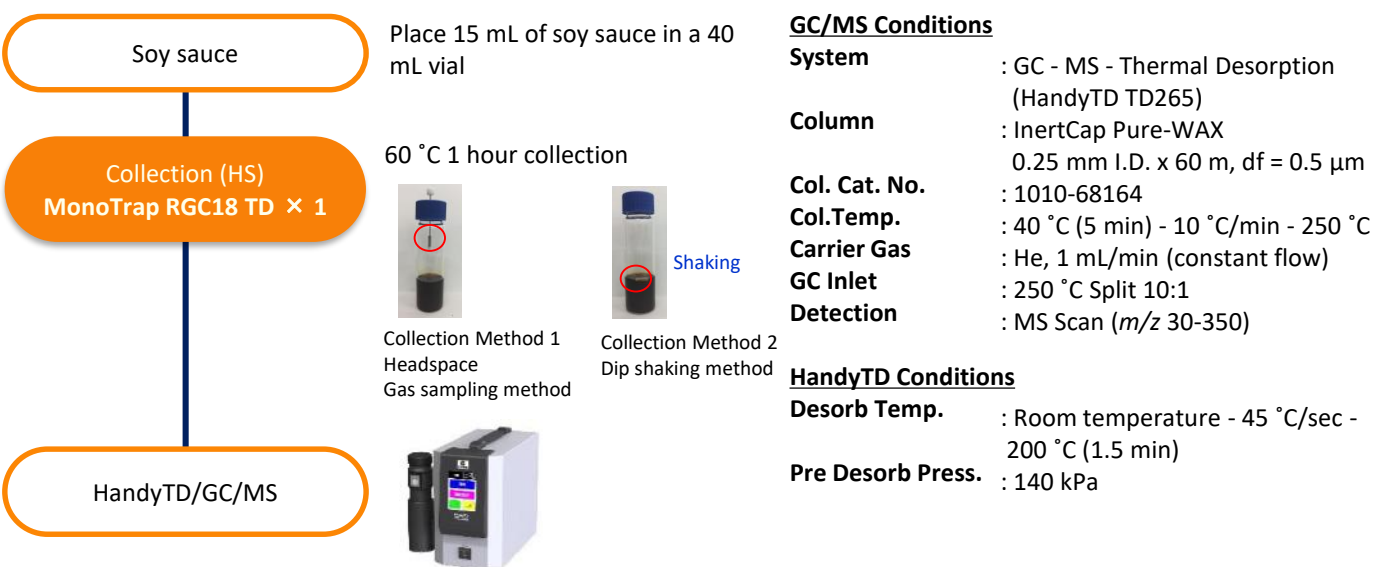 Soy sauce
Place 15 mL of soy sauce in a 40
mL vial
Collection (HS)
MonoTrap RGC18 TD × 1
60 ˚C 1 hour collection
Shaking
Collection Method 1
Headspace
Gas sampling method
Collection Method 2
Dip shaking method
HandyTD/GC/MS
GC/MS Conditions
System : GC - MS - Thermal Desorption
(HandyTD TD265)
Column : InertCap Pure-WAX
0.25 mm I.D. x 60 m, df = 0.5 µm
Col. Cat. No. : 1010-68164
Col.Temp. : 40 ˚C (5 min) - 10 ˚C/min - 250 ˚C
Carrier Gas : He, 1 mL/min (constant flow)
GC Inlet : 250 ˚C Split 10:1
Detection : MS Scan (m/z 30-350)
HandyTD Conditions
Desorb Temp. : Room temperature - 45 ˚C/sec -
200 ˚C (1.5 min)
Pre Desorb Press. : 140 kPa